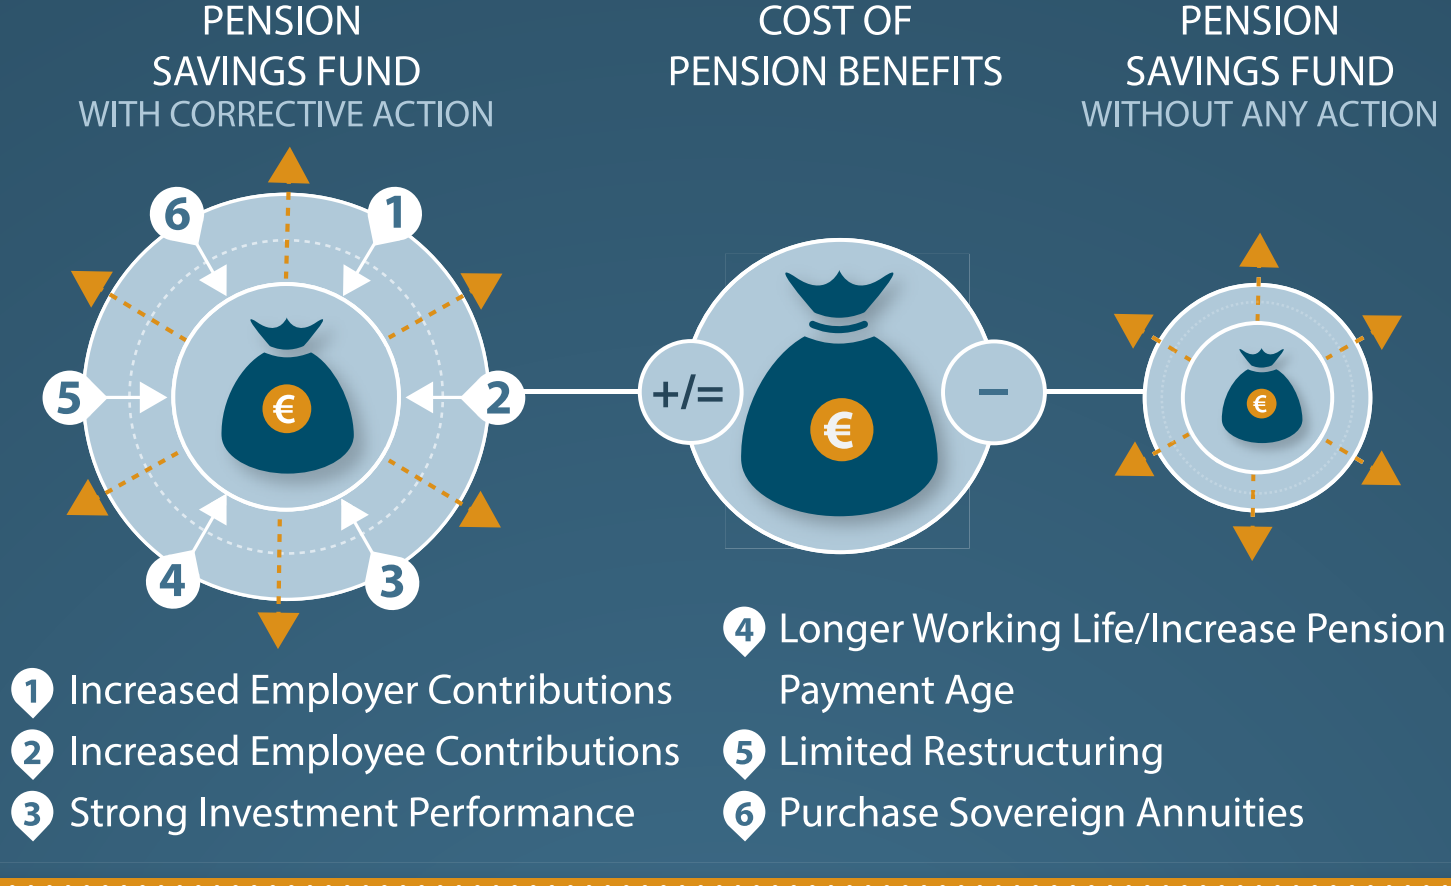 PENSION
SAVINGS FUND
WITH CORRECTIVE ACTION
COST OF
PENSION BENEFITS
PENSION
SAVINGS FUND
WITHOUT ANY ACTION
6
1
5
2
4
3
€
+/=
€
–
€
1 Increased Employer Contributions
2 Increased Employee Contributions
3 Strong Investment Performance
4 Longer Working Life/Increase Pension
Payment Age
5 Limited Restructuring
6 Purchase Sovereign Annuities